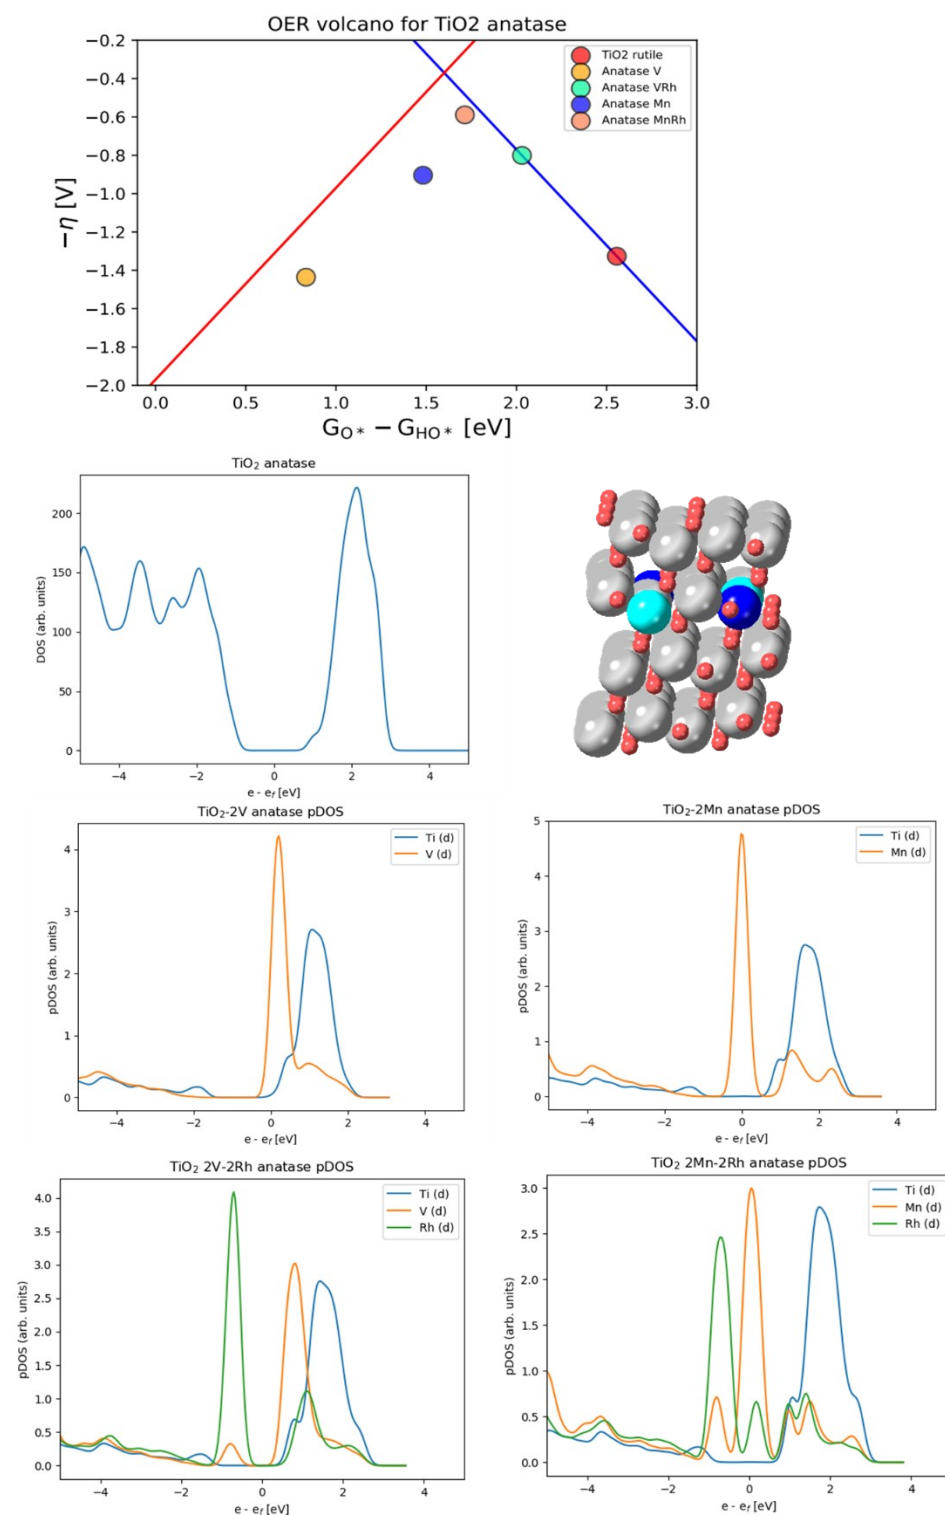 OER volcano for TiO2 anatase
−0.2
−0.4
−0.6
−0.8
−1.0
−1.2
−1.4
−1.6
−1.8
−2.0
−η [V]
TiO2 rutile
Anatase V
Anatase VRh
Anatase Mn
Anatase MnRh
0.0 0.5 1.0 1.5 2.0 2.5 3.0
G_O* − G_HO* [eV]
TiO₂ anatase
200
150
100
50
0
DOS (arb. units)
−4 −2 0 2 4
e - e_f [eV]
TiO₂-2V anatase pDOS
4
3
2
1
0
pDOS (arb. units)
Ti (d)
V (d)
−4 −2 0 2 4
e - e_f [eV]
TiO₂-2Mn anatase pDOS
5
4
3
2
1
0
pDOS (arb. units)
Ti (d)
Mn (d)
−4 −2 0 2 4
e - e_f [eV]
TiO₂ 2V-2Rh anatase pDOS
4.0
3.5
3.0
2.5
2.0
1.5
1.0
0.5
0.0
pDOS (arb. units)
Ti (d)
V (d)
Rh (d)
−4 −2 0 2 4
e - e_f [eV]
TiO₂ 2Mn-2Rh anatase pDOS
3.0
2.5
2.0
1.5
1.0
0.5
0.0
pDOS (arb. units)
Ti (d)
Mn (d)
Rh (d)
−4 −2 0 2 4
e - e_f [eV]